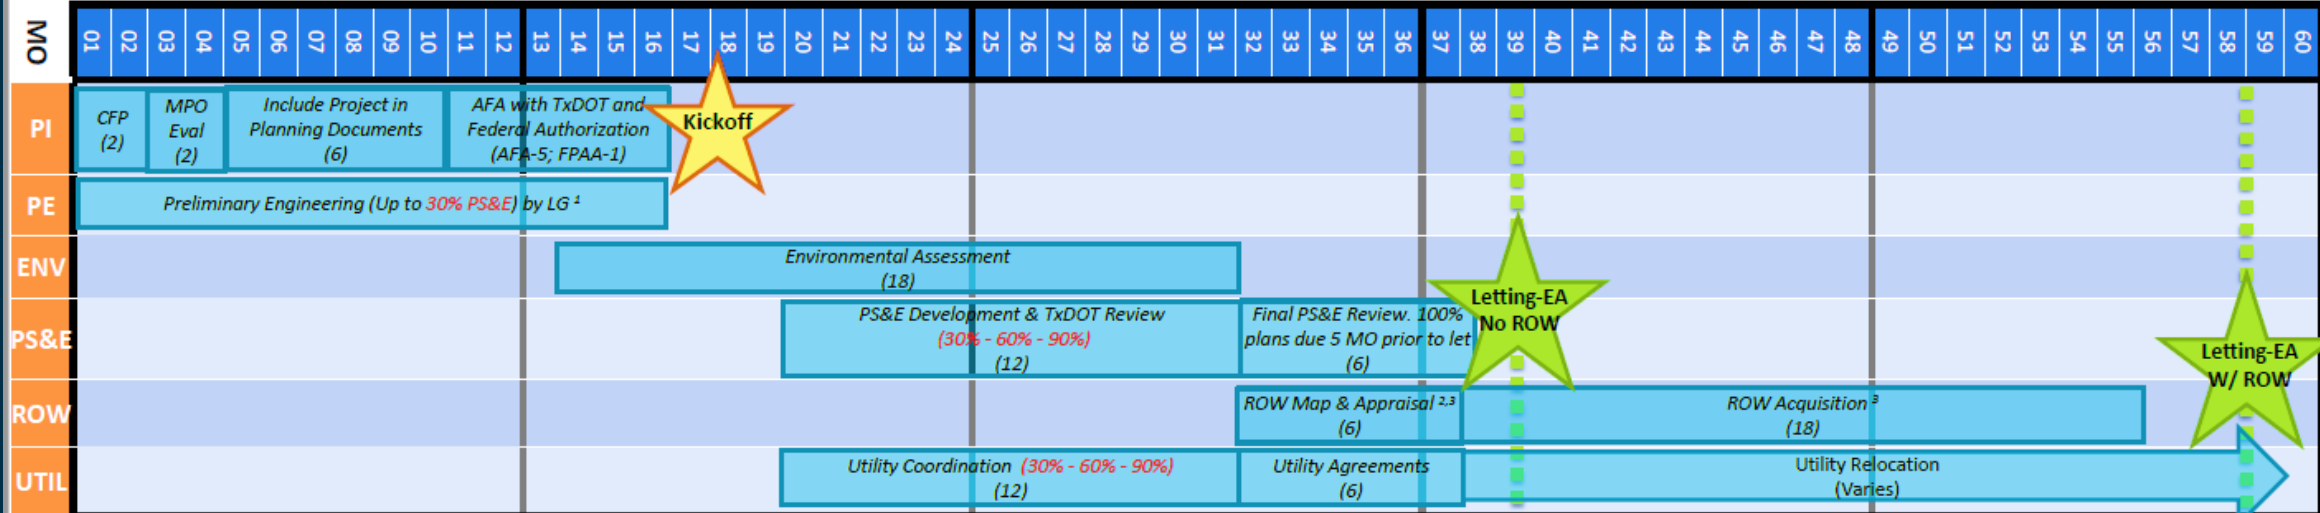 MO 01 02 03 04 05 06 07 08 09 10 11 12 13 14 15 16 17 18 19 20 21 22 23 24 25 26 27 28 29 30 31 32 33 34 35 36 37 38 39 40 41 42 43 44 45 46 47 48 49 50 51 52 53 54 55 56 57 58 59 60
PI
CFP
(2)
MPO
Eval
(2)
Include Project in
Planning Documents
(6)
AFA with TxDOT and
Federal Authorization
(AFA-5; FPAA-1)
Kickoff
PE
Preliminary Engineering (Up to 30% PS&E) by LG ¹
ENV
Environmental Assessment
(18)
PS&E
PS&E Development & TxDOT Review
(30% - 60% - 90%)
(12)
Final PS&E Review. 100%
plans due 5 MO prior to let
(6)
Letting-EA
No ROW
Letting-EA
W/ ROW
ROW
ROW Map & Appraisal ²,³
(6)
ROW Acquisition ³
(18)
UTIL
Utility Coordination (30% - 60% - 90%)
(12)
Utility Agreements
(6)
Utility Relocation
(Varies)